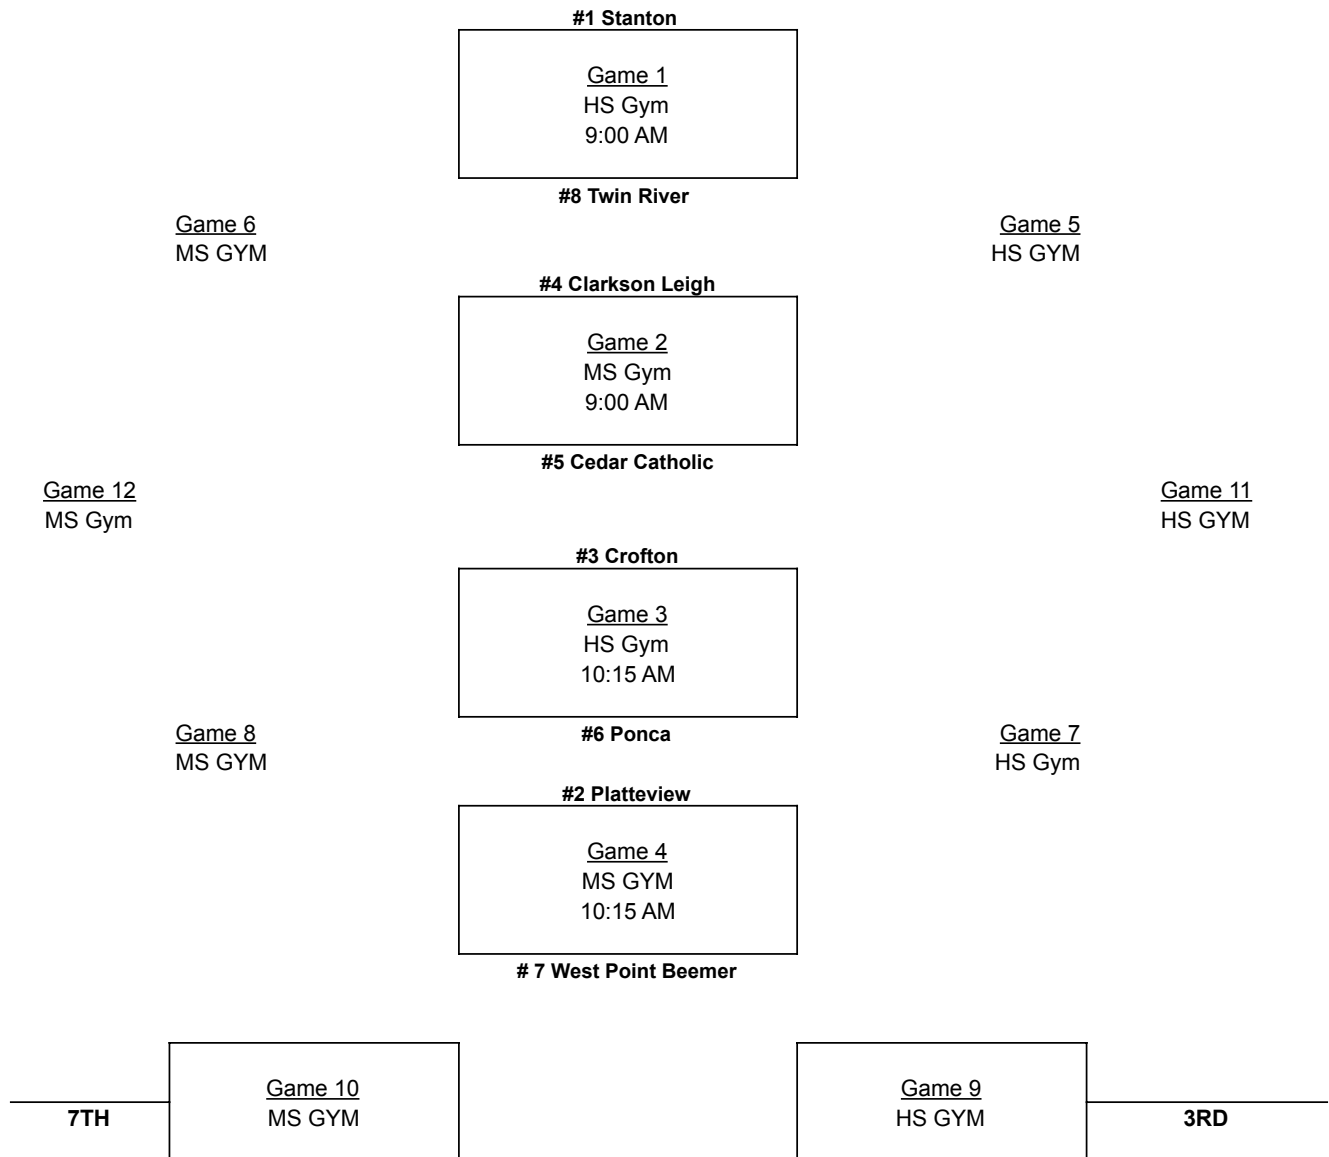 #1 Stanton
Game 1
HS Gym
9:00 AM
#8 Twin River
Game 6
MS GYM
Game 5
HS GYM
#4 Clarkson Leigh
Game 2
MS Gym
9:00 AM
#5 Cedar Catholic
Game 12
MS Gym
Game 11
HS GYM
#3 Crofton
Game 3
HS Gym
10:15 AM
#6 Ponca
Game 8
MS GYM
Game 7
HS Gym
#2 Platteview
Game 4
MS GYM
10:15 AM
# 7 West Point Beemer
Game 10
MS GYM
7TH
Game 9
HS GYM
3RD